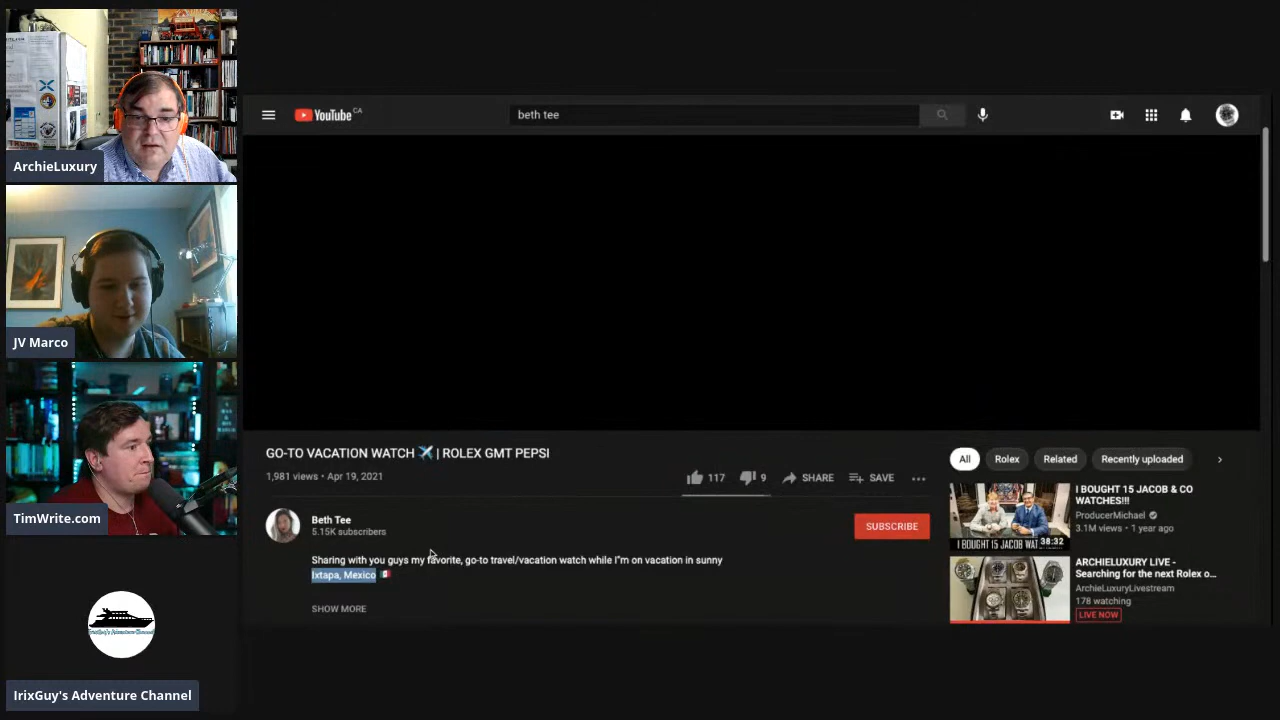 ArchieLuxury
JV Marco
TimWrite.com
IrixGuy's Adventure Channel
YouTube CA
beth tee
GO-TO VACATION WATCH ✈️ | ROLEX GMT PEPSI
1,981 views • Apr 19, 2021
117
9
SHARE
SAVE
Beth Tee
5.15K subscribers
SUBSCRIBE
Sharing with you guys my favorite, go-to travel/vacation watch while I"m on vacation in sunny
Ixtapa, Mexico 🇲🇽
SHOW MORE
All
Rolex
Related
Recently uploaded
I BOUGHT 15 JACOB & CO
WATCHES!!!
ProducerMichael
3.1M views • 1 year ago
38:32
ARCHIELUXURY LIVE -
Searching for the next Rolex o...
ArchieLuxuryLivestream
178 watching
LIVE NOW